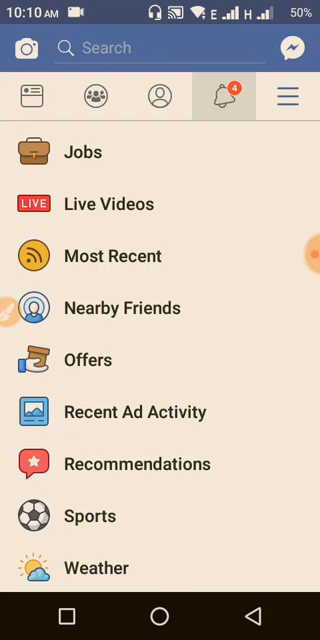 10:10 AM E H 50%
Search
4
Jobs
LIVE Live Videos
Most Recent
Nearby Friends
Offers
Recent Ad Activity
Recommendations
Sports
Weather